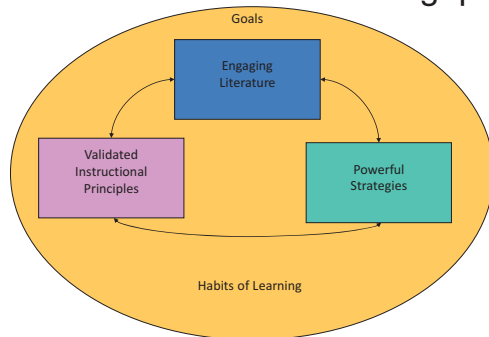 Goals
Engaging
Literature
Validated
Instructional
Principles
Powerful
Strategies
Habits of Learning